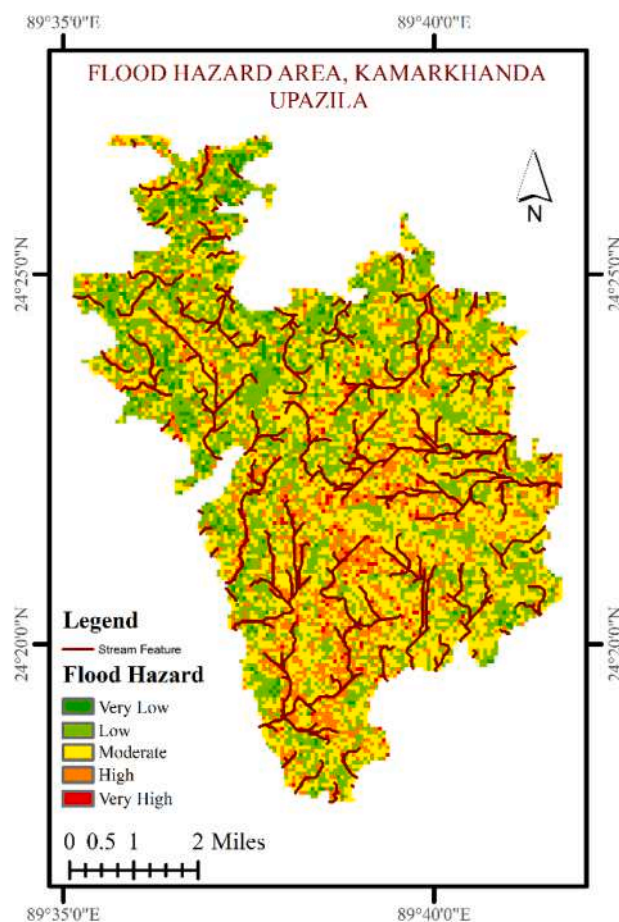 89°35'0"E 89°40'0"E
FLOOD HAZARD AREA, KAMARKHANDA
UPAZILA
N
24°25'0"N 24°25'0"N
24°20'0"N 24°20'0"N
Legend
Stream Feature
Flood Hazard
Very Low
Low
Moderate
High
Very High
0 0.5 1 2 Miles
89°35'0"E 89°40'0"E